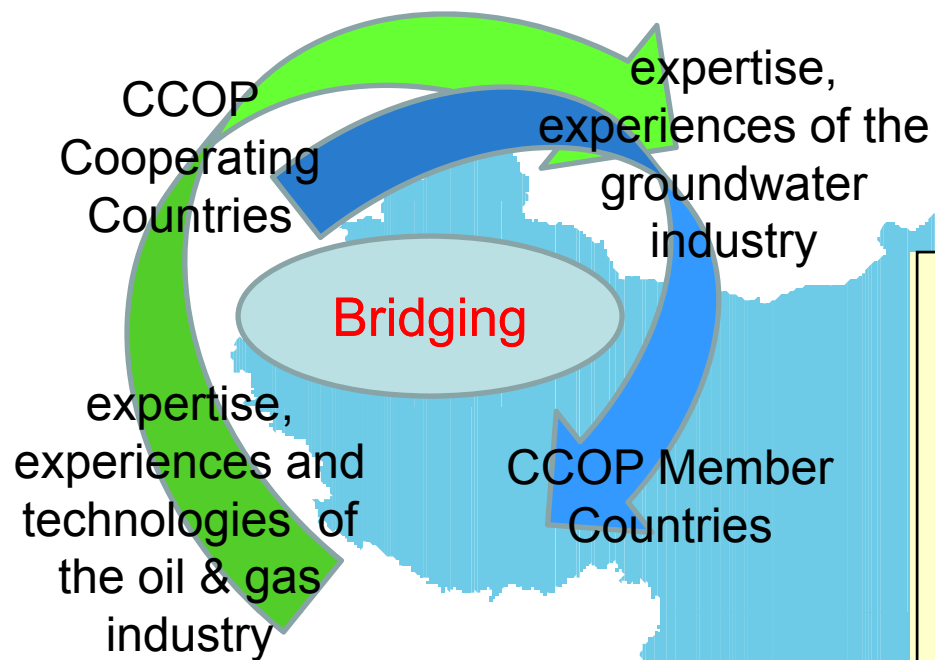 CCOP
Cooperating
Countries
expertise,
experiences of the
groundwater
industry
Bridging
expertise,
experiences and
technologies of
the oil & gas
industry
CCOP Member
Countries